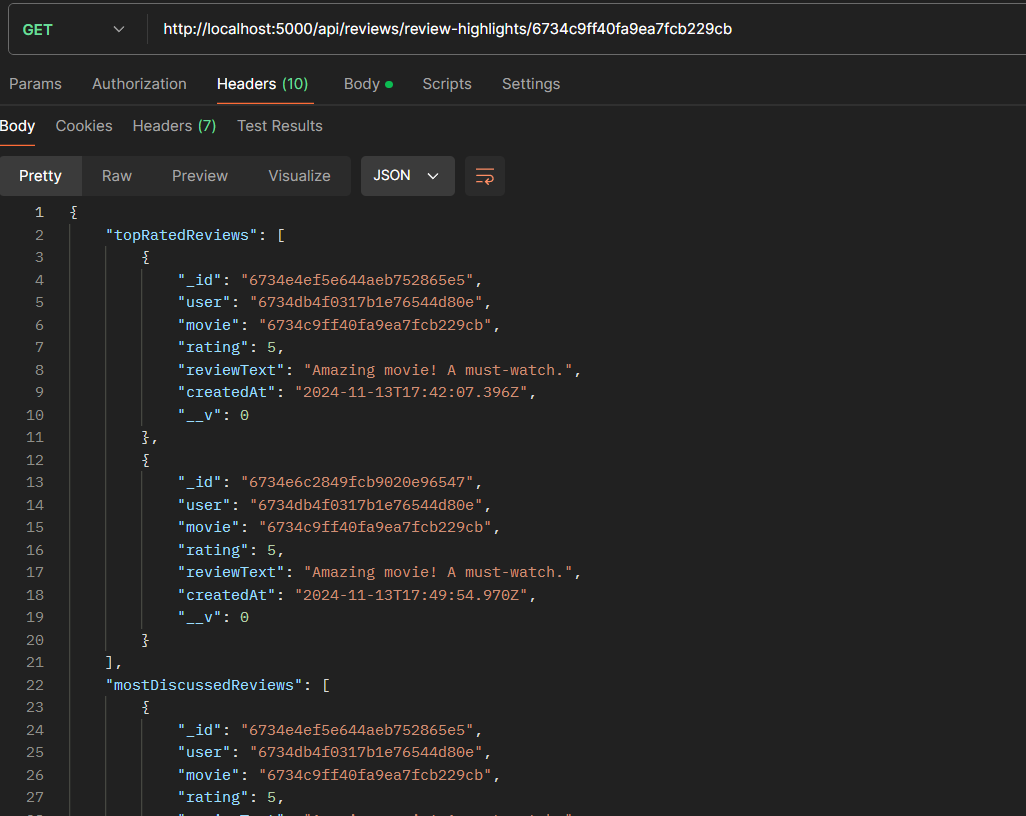 GET http://localhost:5000/api/reviews/review-highlights/6734c9ff40fa9ea7fcb229cb
Params Authorization Headers (10) Body Scripts Settings
Body Cookies Headers (7) Test Results
Pretty Raw Preview Visualize JSON
1 {
2 "topRatedReviews": [
3 {
4 "_id": "6734e4ef5e644aeb752865e5",
5 "user": "6734db4f0317b1e76544d80e",
6 "movie": "6734c9ff40fa9ea7fcb229cb",
7 "rating": 5,
8 "reviewText": "Amazing movie! A must-watch.",
9 "createdAt": "2024-11-13T17:42:07.396Z",
10 "__v": 0
11 },
12 {
13 "_id": "6734e6c2849fcb9020e96547",
14 "user": "6734db4f0317b1e76544d80e",
15 "movie": "6734c9ff40fa9ea7fcb229cb",
16 "rating": 5,
17 "reviewText": "Amazing movie! A must-watch.",
18 "createdAt": "2024-11-13T17:49:54.970Z",
19 "__v": 0
20 }
21 ],
22 "mostDiscussedReviews": [
23 {
24 "_id": "6734e4ef5e644aeb752865e5",
25 "user": "6734db4f0317b1e76544d80e",
26 "movie": "6734c9ff40fa9ea7fcb229cb",
27 "rating": 5,